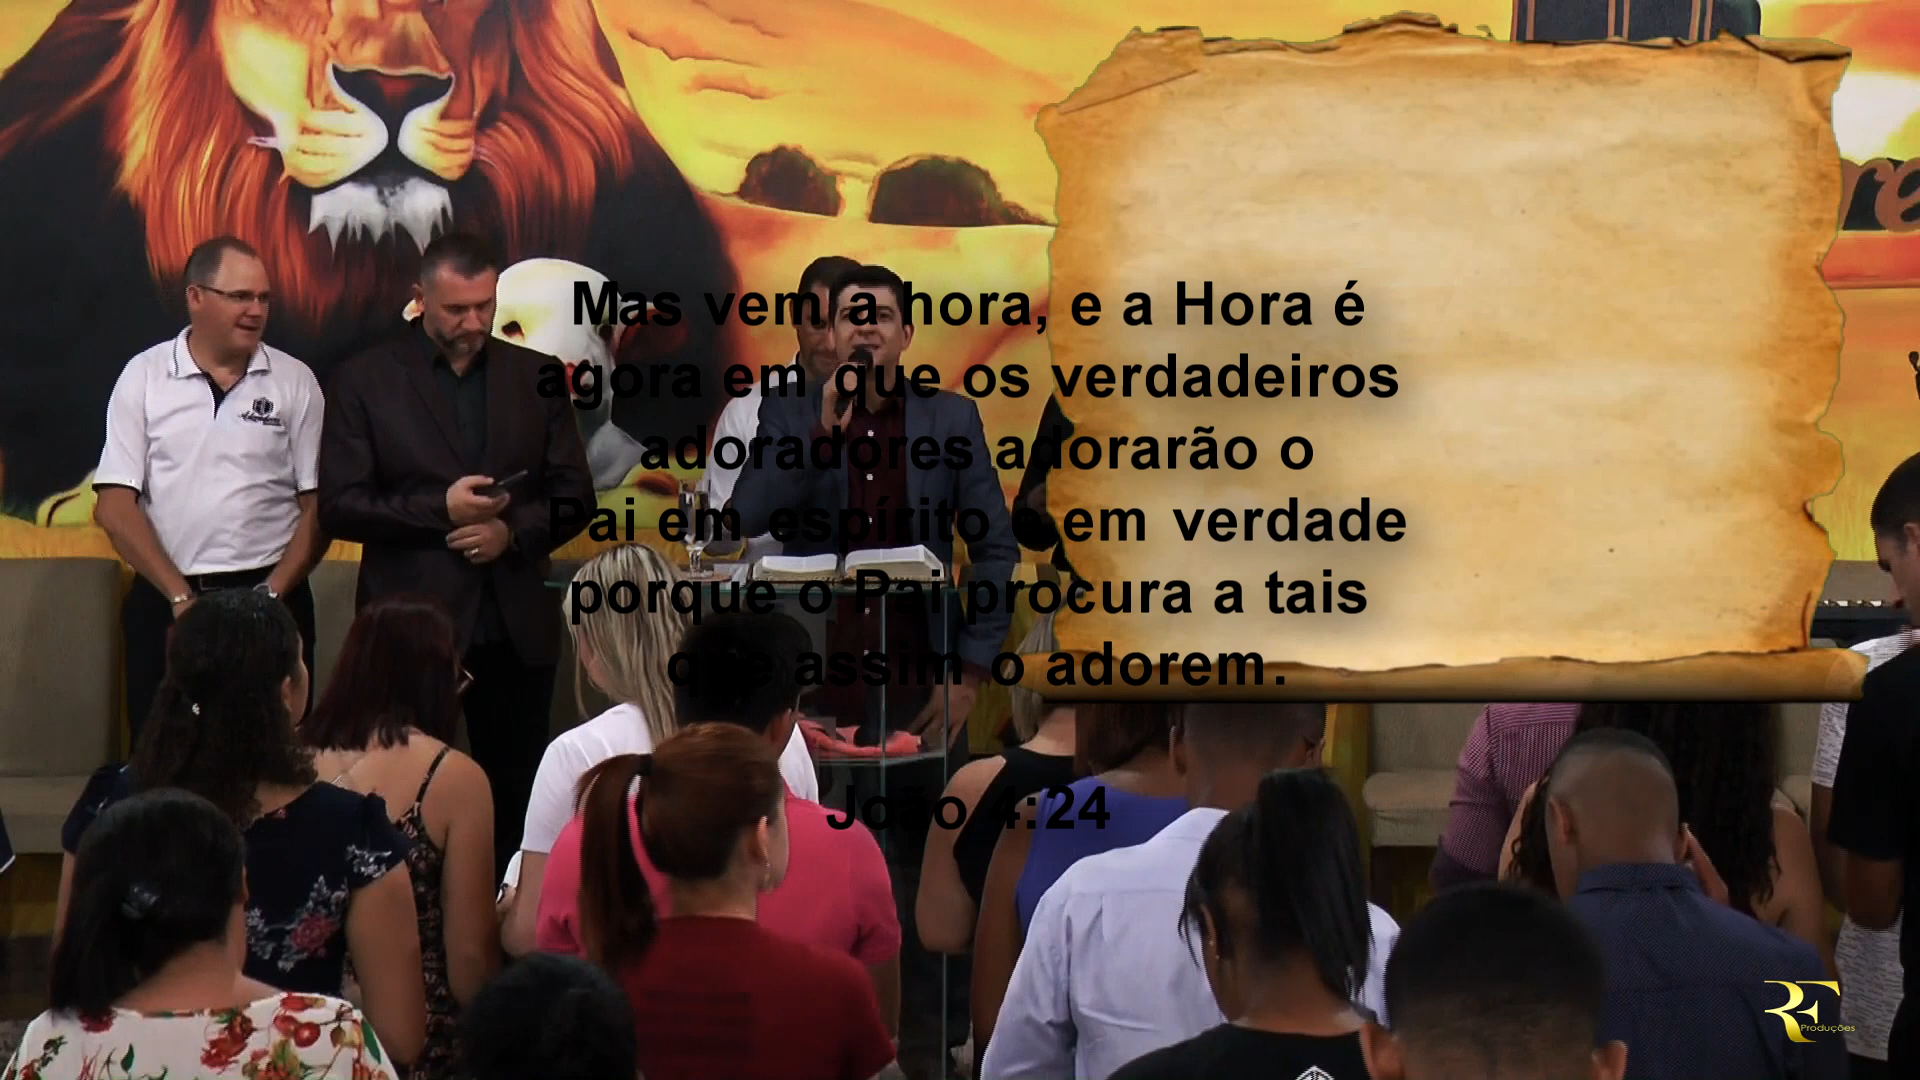 Mas vem a hora, e a Hora é
agora em que os verdadeiros
adoradores adorarão o
Pai em espírito e em verdade
porque o Pai procura a tais
que assim o adorem.
João 4:24
RF
Produções